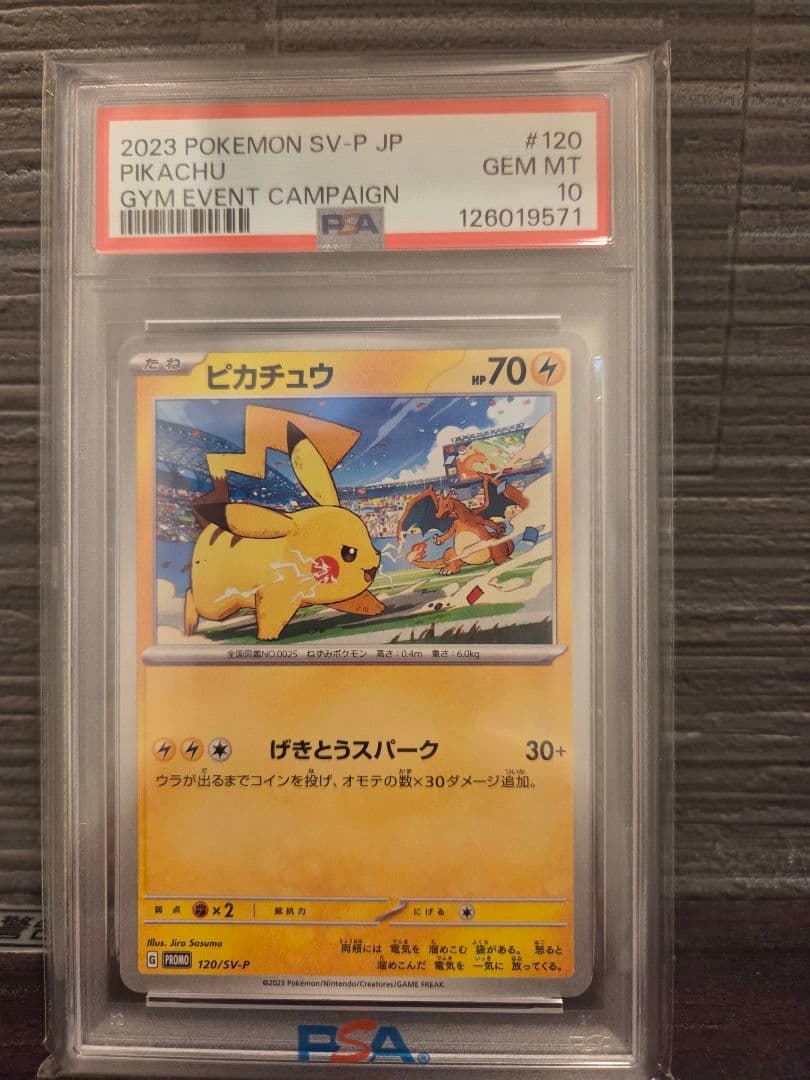 2023 POKEMON SV-P JP #120
PIKACHU GEM MT
GYM EVENT CAMPAIGN 10
PSA 126019571
たね ピカチュウ HP70
全国図鑑NO.0025 ねずみポケモン 高さ:0.4m 重さ:6.0kg
げきとうスパーク 30+
ウラが出るまでコインを投げ、オモテの数×30ダメージ追加。
弱点 ×2 抵抗力 にげる
Illus. Jiro Sasumo
両頬には 電気を 溜めこむ 袋がある。 怒ると
溜めこんだ 電気を 一気に 放ってくる。
G PROMO 120/SV-P
©2023 Pokémon/Nintendo/Creatures/GAME FREAK.
PSA®